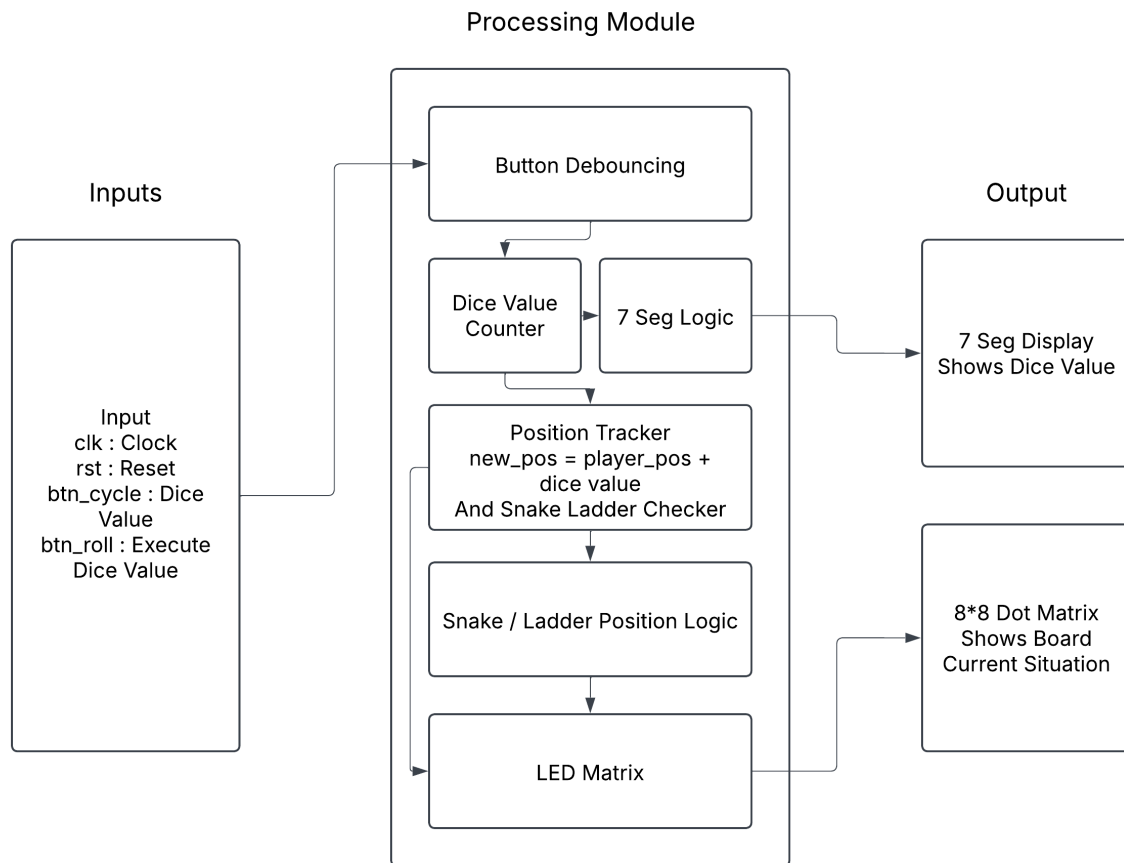 Processing Module
Inputs
Input
clk : Clock
rst : Reset
btn_cycle : Dice
Value
btn_roll : Execute
Dice Value
Button Debouncing
Dice Value
Counter
7 Seg Logic
Position Tracker
new_pos = player_pos +
dice value
And Snake Ladder Checker
Snake / Ladder Position Logic
LED Matrix
Output
7 Seg Display
Shows Dice Value
8*8 Dot Matrix
Shows Board
Current Situation